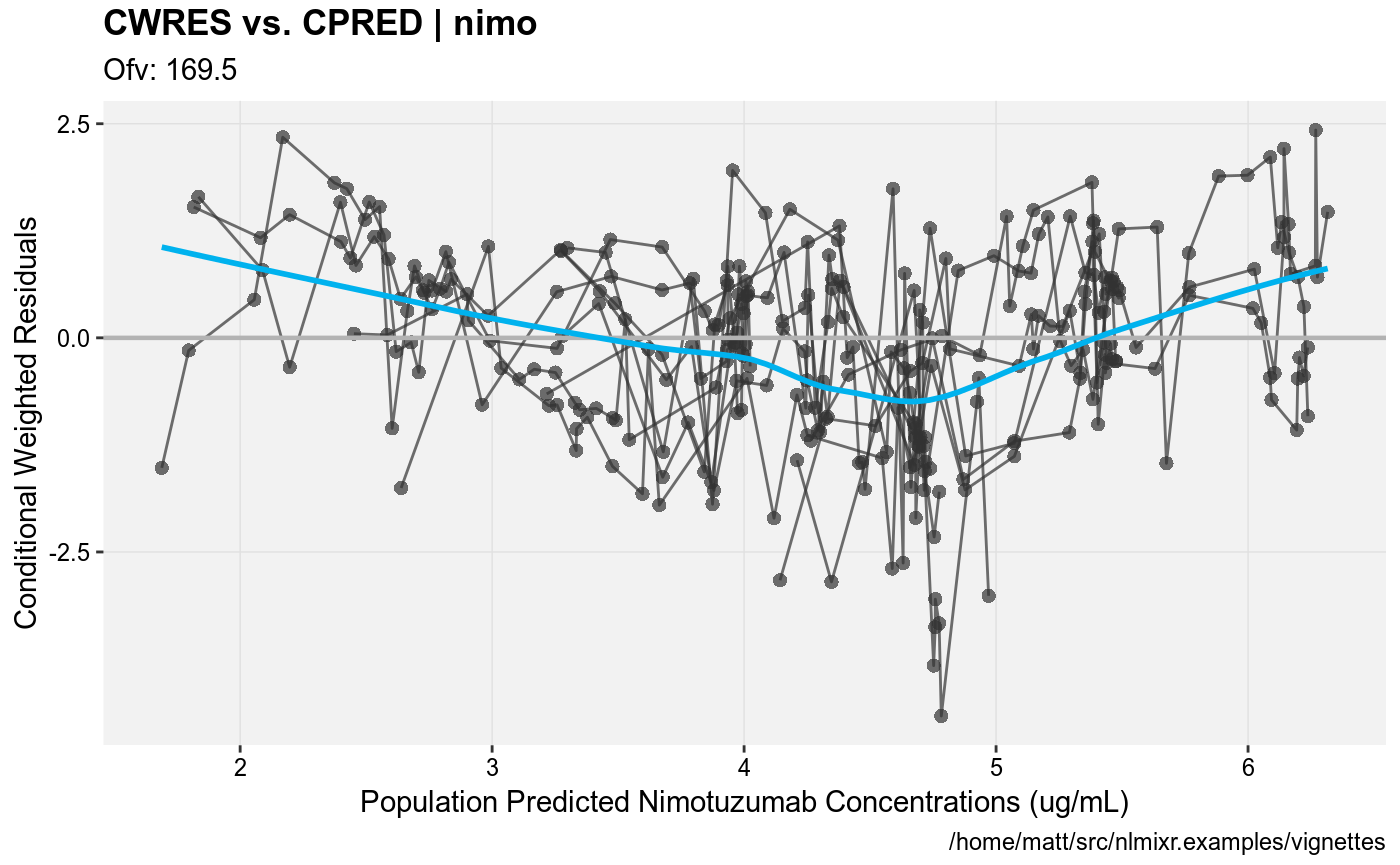 CWRES vs. CPRED | nimo
Ofv: 169.5
Conditional Weighted Residuals
2.5
0.0
-2.5
2 3 4 5 6
Population Predicted Nimotuzumab Concentrations (ug/mL)
/home/matt/src/nlmixr.examples/vignettes